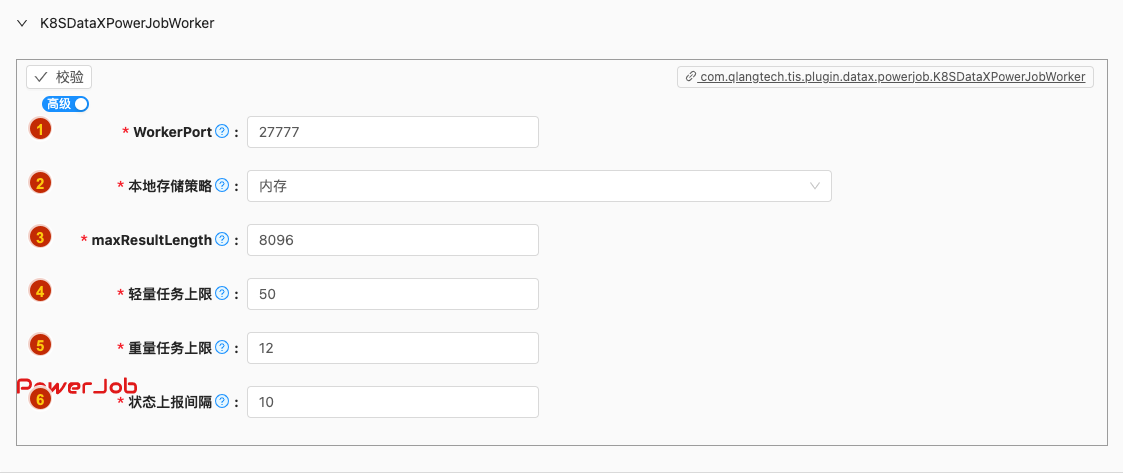 K8SDataXPowerJobWorker
校验
com.qlangtech.tis.plugin.datax.powerjob.K8SDataXPowerJobWorker
高级
1 * WorkerPort ? : 27777
2 * 本地存储策略 ? : 内存
3 * maxResultLength ? : 8096
4 * 轻量任务上限 ? : 50
5 * 重量任务上限 ? : 12
PowerJob
6 * 状态上报间隔 ? : 10